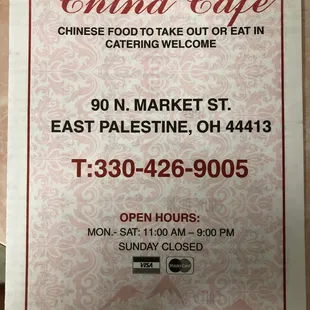 China Cafe
CHINESE FOOD TO TAKE OUT OR EAT IN
CATERING WELCOME
90 N. MARKET ST.
EAST PALESTINE, OH 44413
T:330-426-9005
OPEN HOURS:
MON.- SAT: 11:00 AM – 9:00 PM
SUNDAY CLOSED
VISA MasterCard